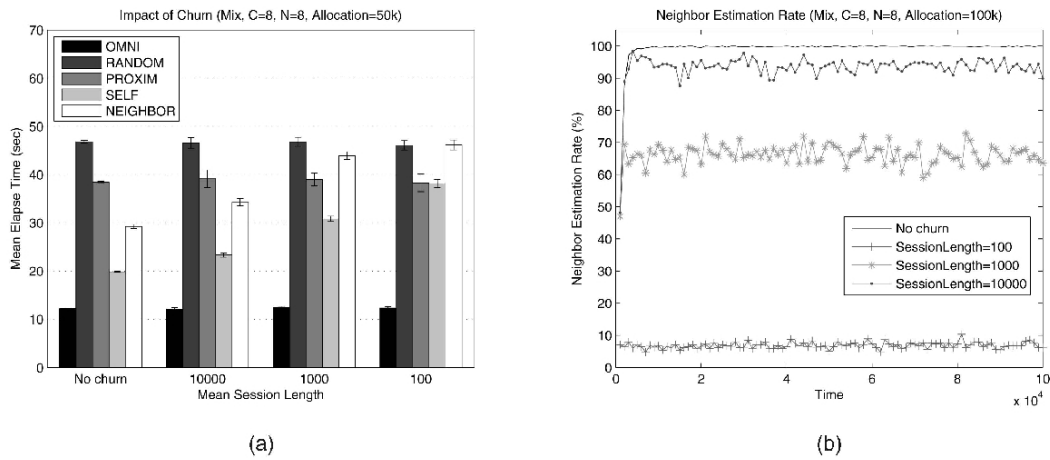 Impact of Churn (Mix, C=8, N=8, Allocation=50k)
70
60
50
40
30
20
10
0
Mean Elapse Time (sec)
OMNI
RANDOM
PROXIM
SELF
NEIGHBOR
No churn
10000
1000
100
Mean Session Length
(a)
Neighbor Estimation Rate (Mix, C=8, N=8, Allocation=100k)
100
90
80
70
60
50
40
30
20
10
0
Neighbor Estimation Rate (%)
No churn
SessionLength=100
SessionLength=1000
SessionLength=10000
0
2
4
6
8
10
Time
x 10^4
(b)